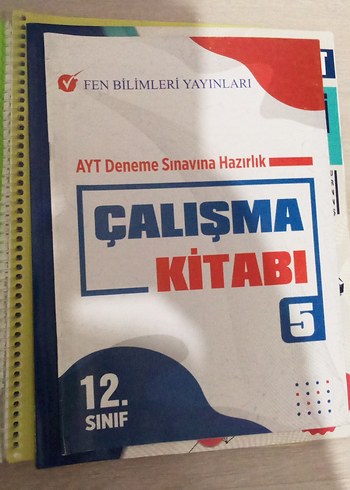 FEN BİLİMLERİ YAYINLARI
AYT Deneme Sınavına Hazırlık
ÇALIŞMA
KİTABI
5
12.
SINIF